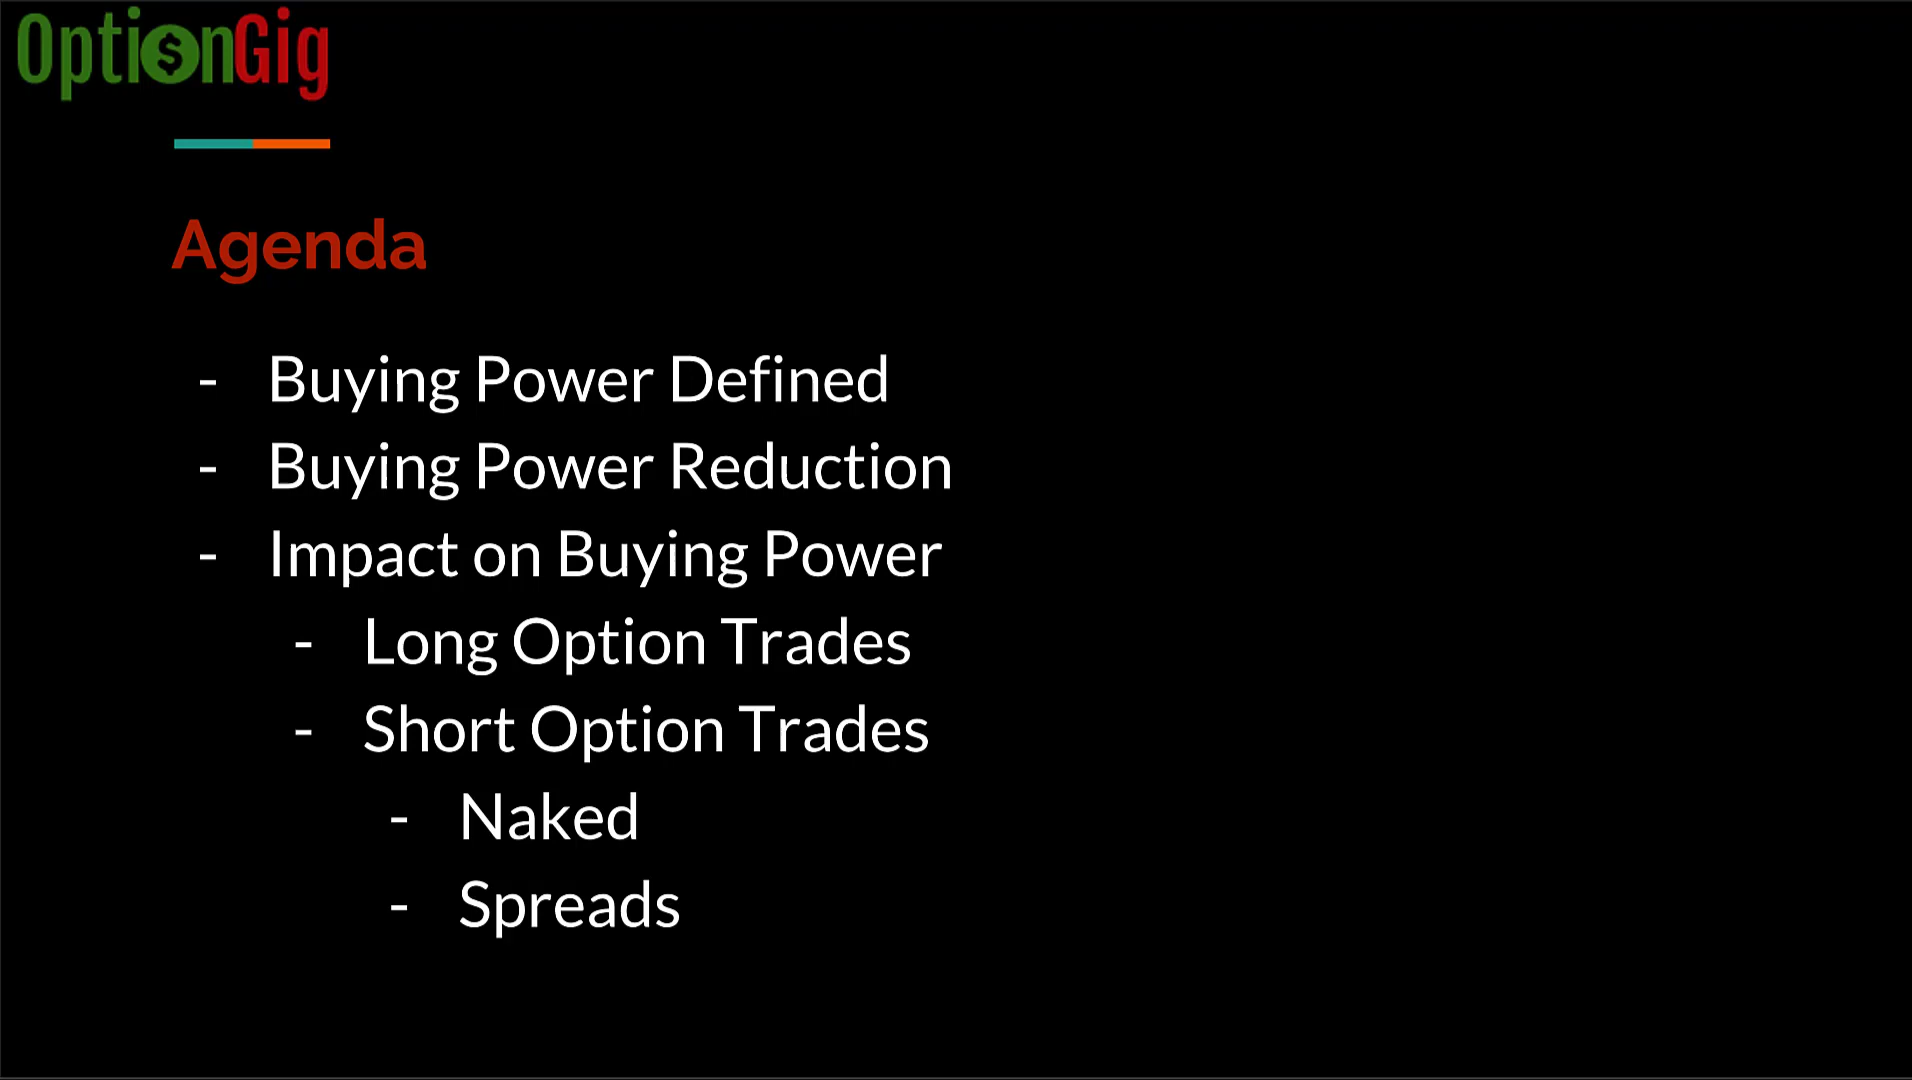 OptionGig
Agenda
- Buying Power Defined
- Buying Power Reduction
- Impact on Buying Power
- Long Option Trades
- Short Option Trades
- Naked
- Spreads